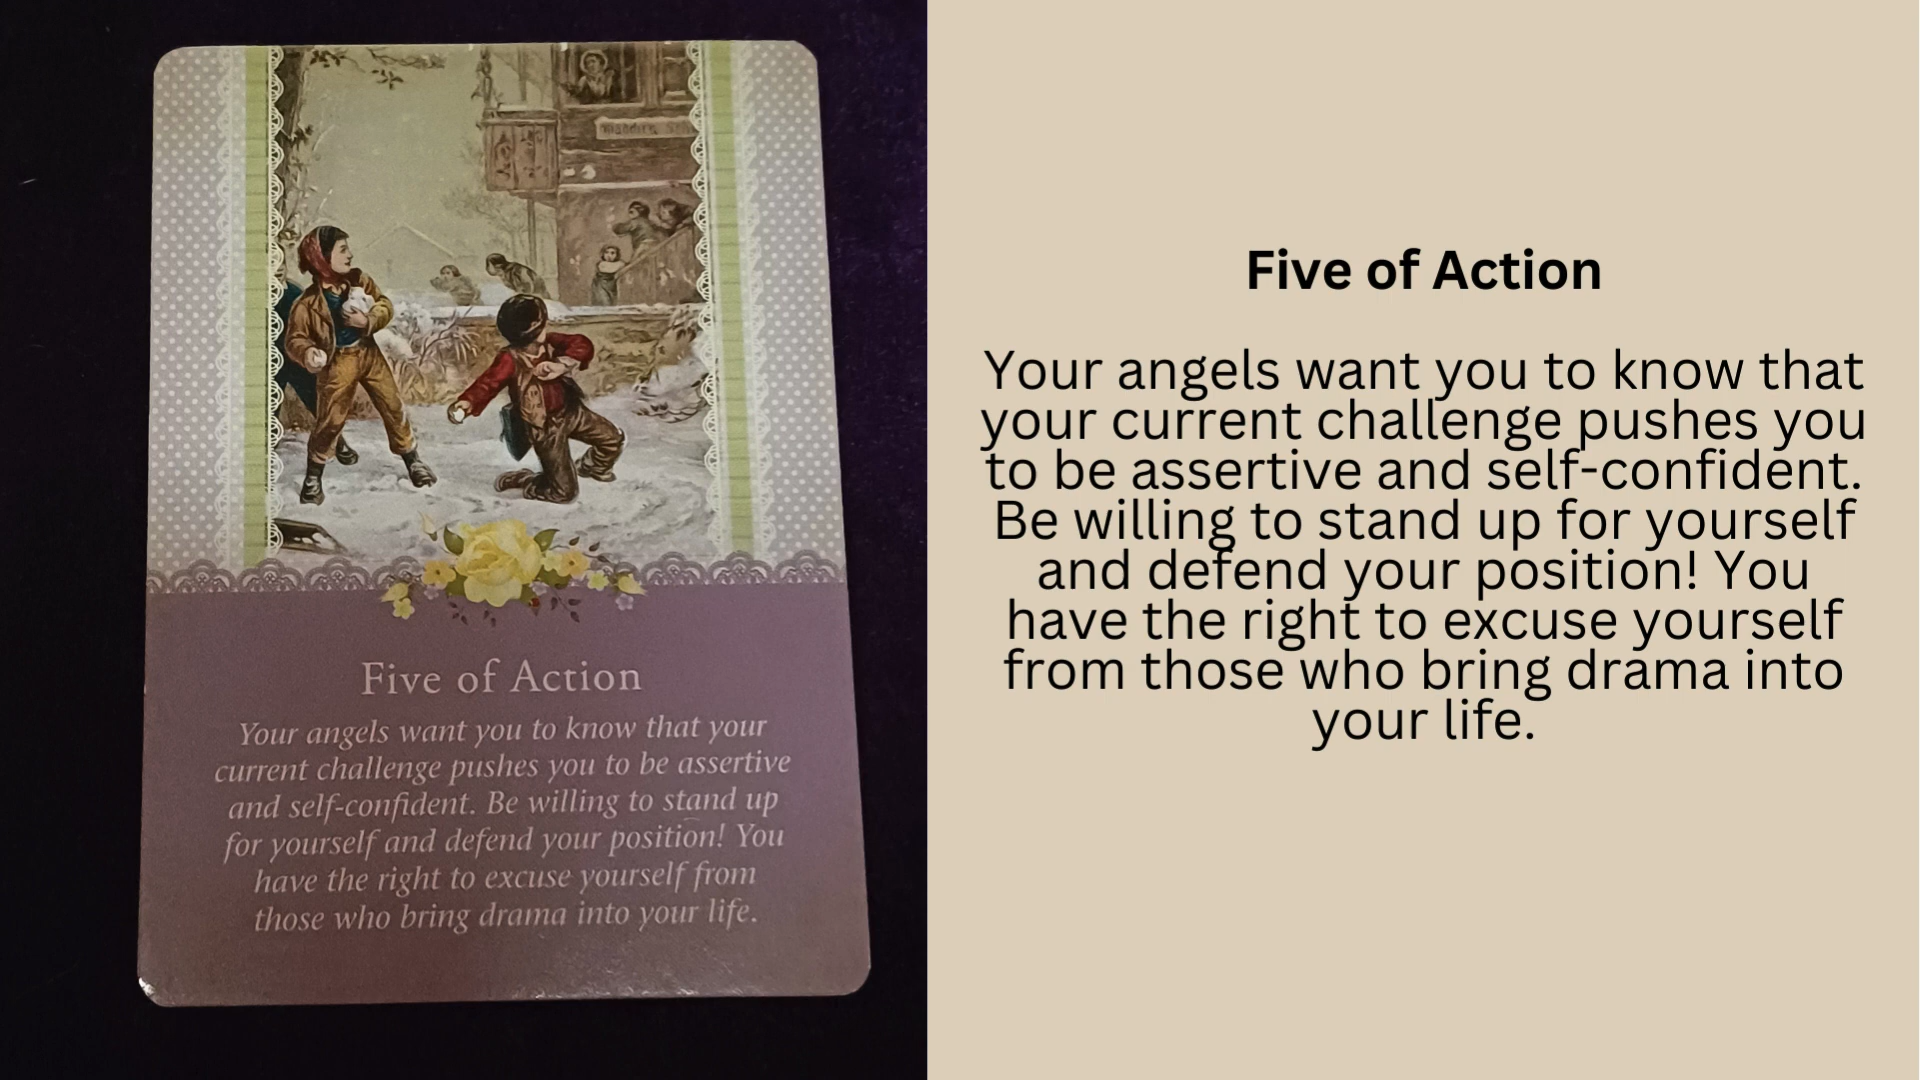 Five of Action
Your angels want you to know that your
current challenge pushes you to be assertive
and self-confident. Be willing to stand up
for yourself and defend your position! You
have the right to excuse yourself from
those who bring drama into your life.
Five of Action
Your angels want you to know that
your current challenge pushes you
to be assertive and self-confident.
Be willing to stand up for yourself
and defend your position! You
have the right to excuse yourself
from those who bring drama into
your life.